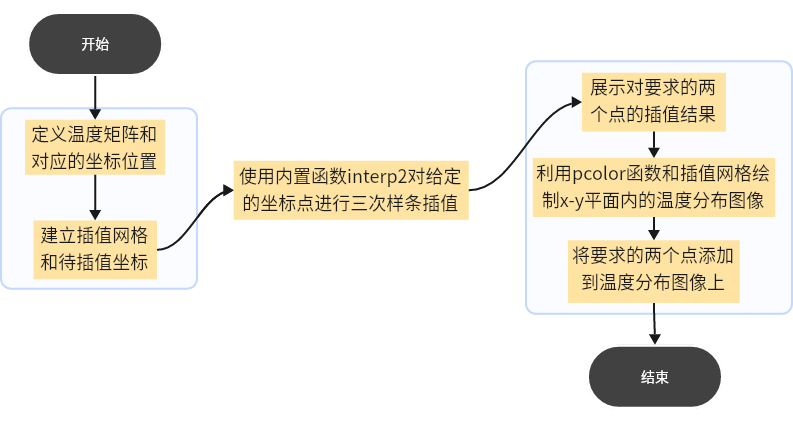 开始
定义温度矩阵和
对应的坐标位置
建立插值网格
和待插值坐标
使用内置函数interp2对给定
的坐标点进行三次样条插值
展示对要求的两
个点的插值结果
利用pcolor函数和插值网格绘
制x-y平面内的温度分布图像
将要求的两个点添加
到温度分布图像上
结束